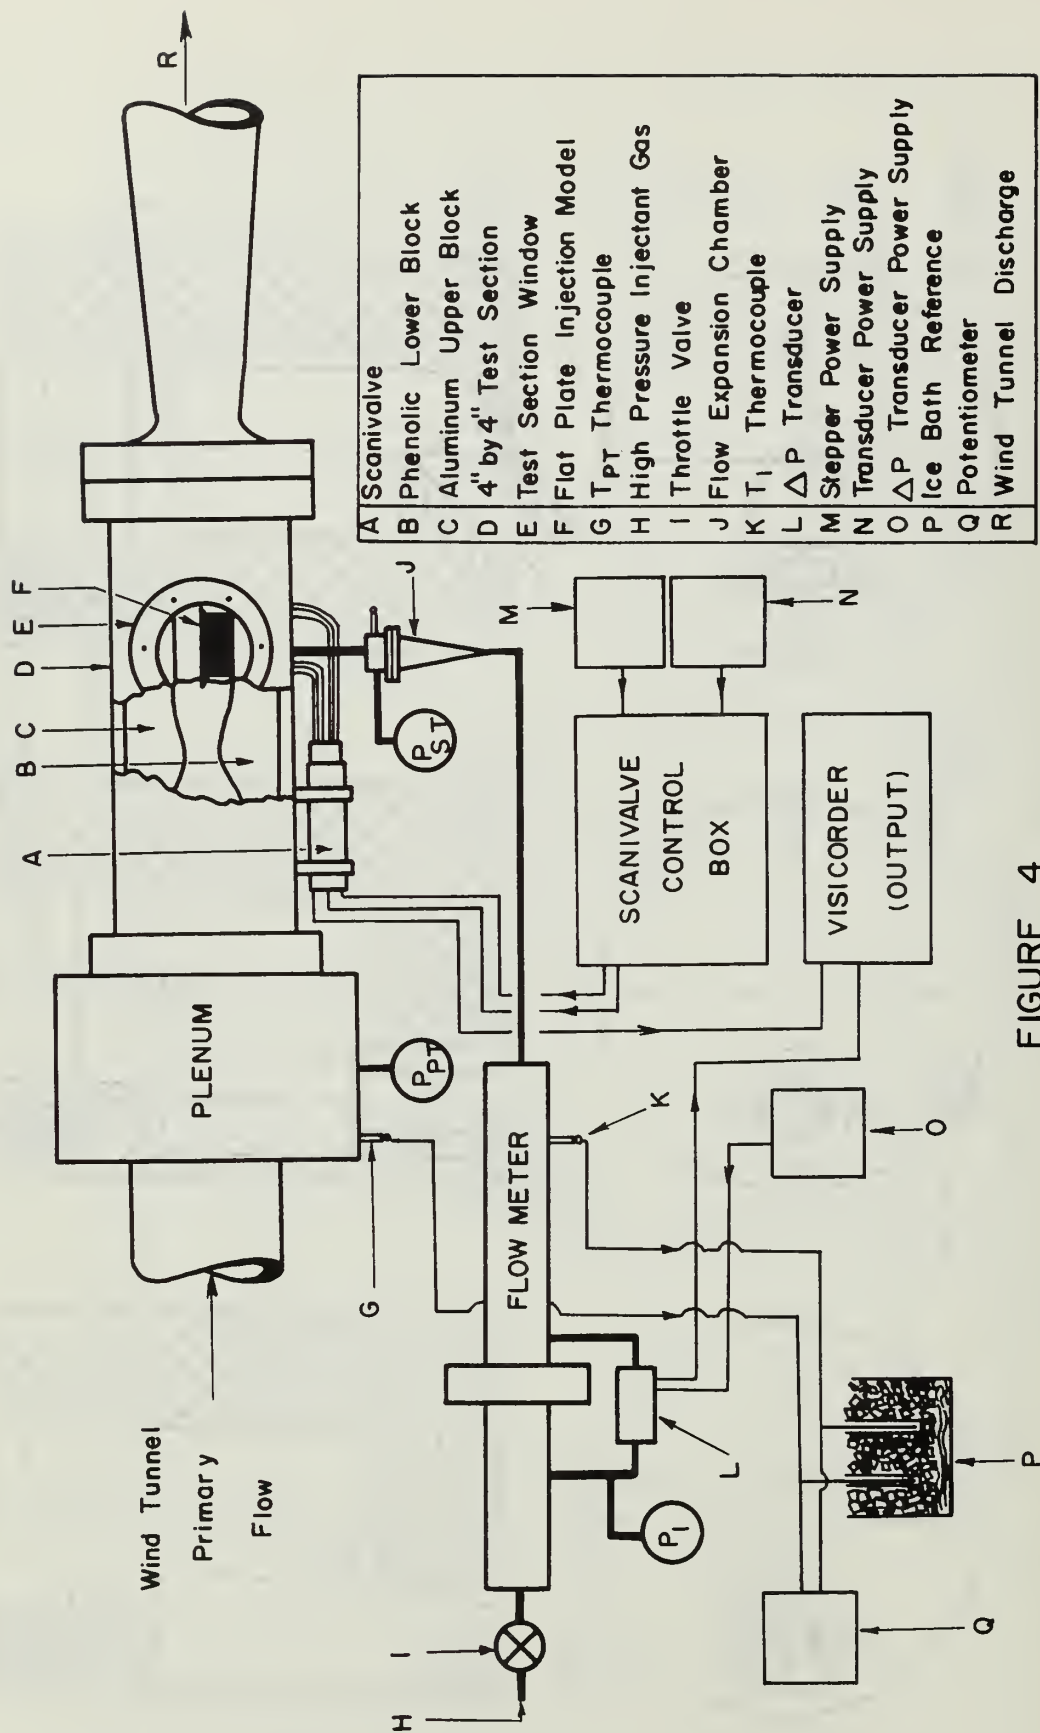 R
F
E
D
C
B
A
J
M
N
P_ST
PLENUM
P_PT
SCANIVALVE
CONTROL
BOX
VISICORDER
(OUTPUT)
FLOW METER
K
O
G
L
P_I
P
Q
I
H
Wind Tunnel
Primary
Flow
A Scanivalve
B Phenolic Lower Block
C Aluminum Upper Block
D 4" by 4" Test Section
E Test Section Window
F Flat Plate Injection Model
G T_PT Thermocouple
H High Pressure Injectant Gas
I Throttle Valve
J Flow Expansion Chamber
K T_I Thermocouple
L △P Transducer
M Stepper Power Supply
N Transducer Power Supply
O △P Transducer Power Supply
P Ice Bath Reference
Q Potentiometer
R Wind Tunnel Discharge
FIGURE 4